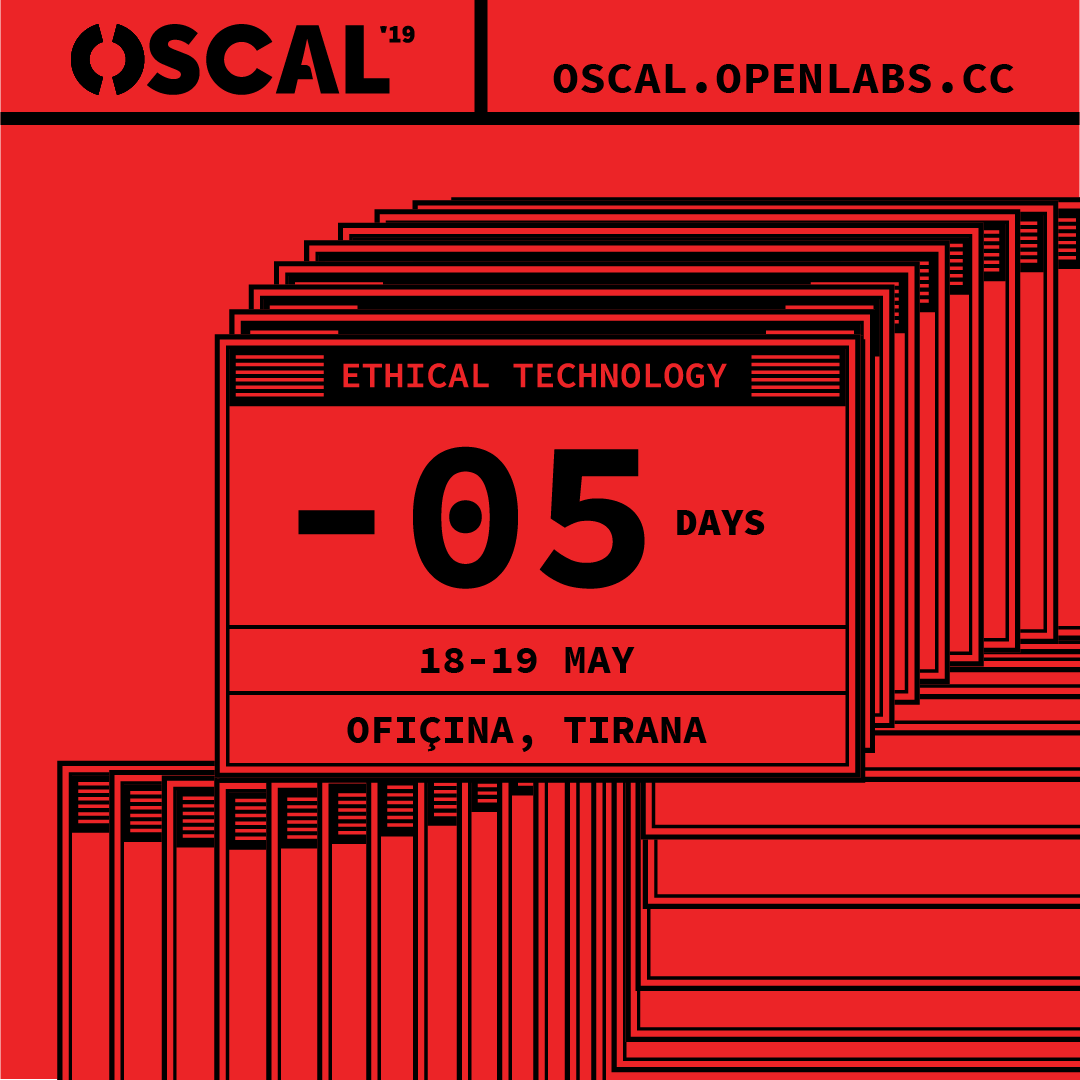 OSCAL'19
OSCAL.OPENLABS.CC
ETHICAL TECHNOLOGY
-05 DAYS
18-19 MAY
OFIÇINA, TIRANA